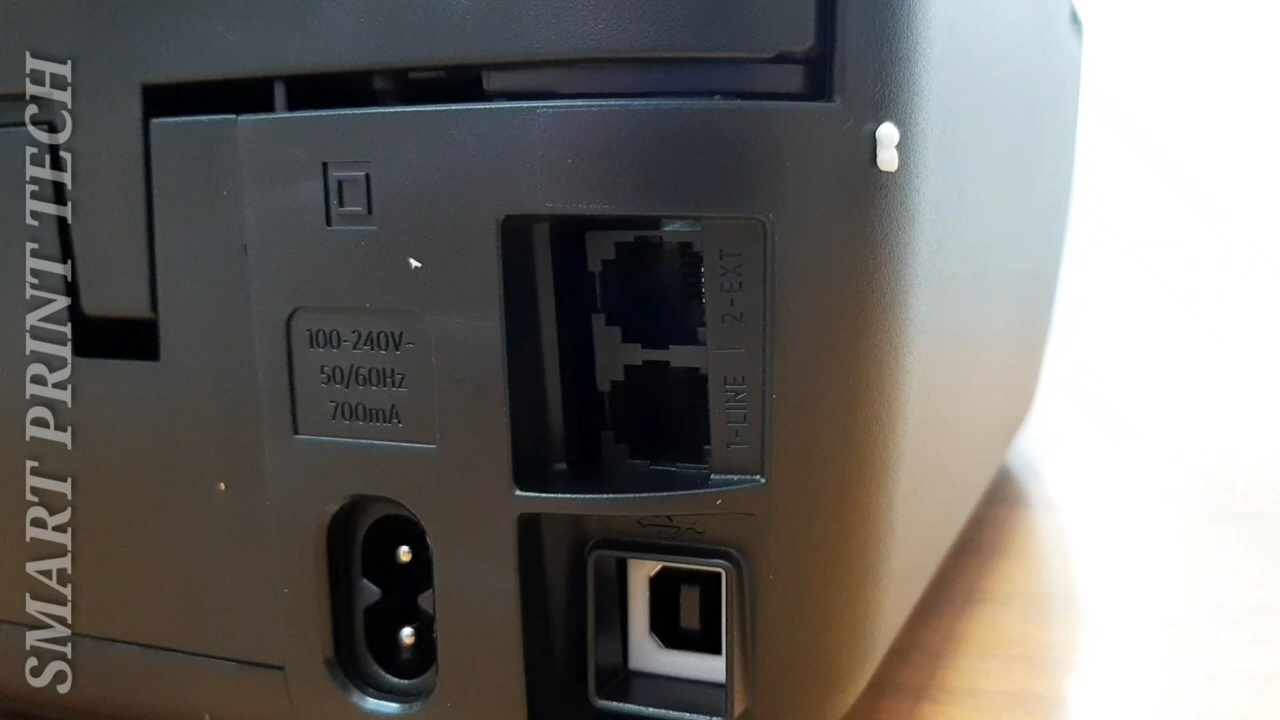 SMART PRINT TECH
100-240V~
50/60Hz
700mA
1-LINE | 2-EXT